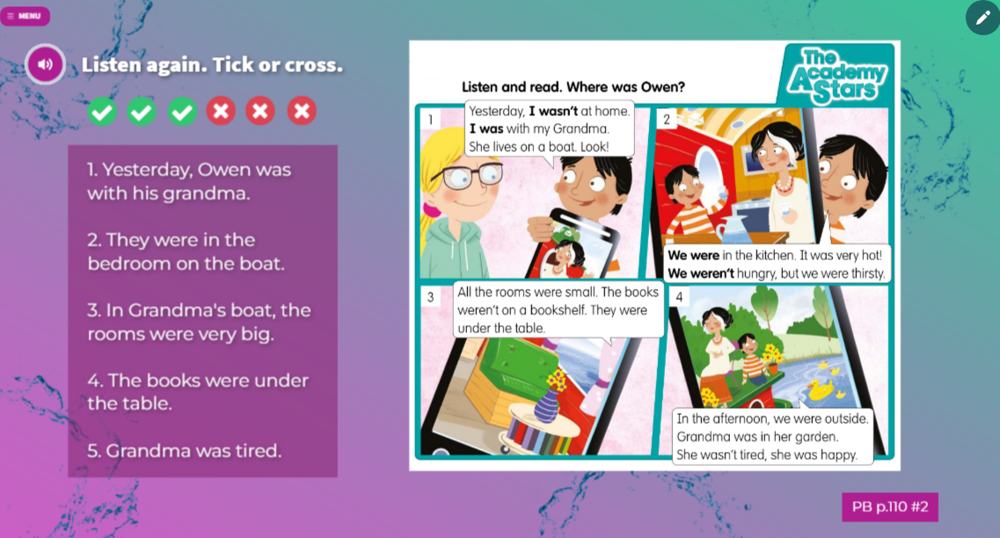 MENU
Listen again. Tick or cross.
1. Yesterday, Owen was
with his grandma.
2. They were in the
bedroom on the boat.
3. In Grandma's boat, the
rooms were very big.
4. The books were under
the table.
5. Grandma was tired.
The
Academy
Stars
Listen and read. Where was Owen?
1
Yesterday, I wasn't at home.
I was with my Grandma.
She lives on a boat. Look!
2
We were in the kitchen. It was very hot!
We weren't hungry, but we were thirsty.
3
All the rooms were small. The books
weren't on a bookshelf. They were
under the table.
4
In the afternoon, we were outside.
Grandma was in her garden.
She wasn't tired, she was happy.
PB p.110 #2